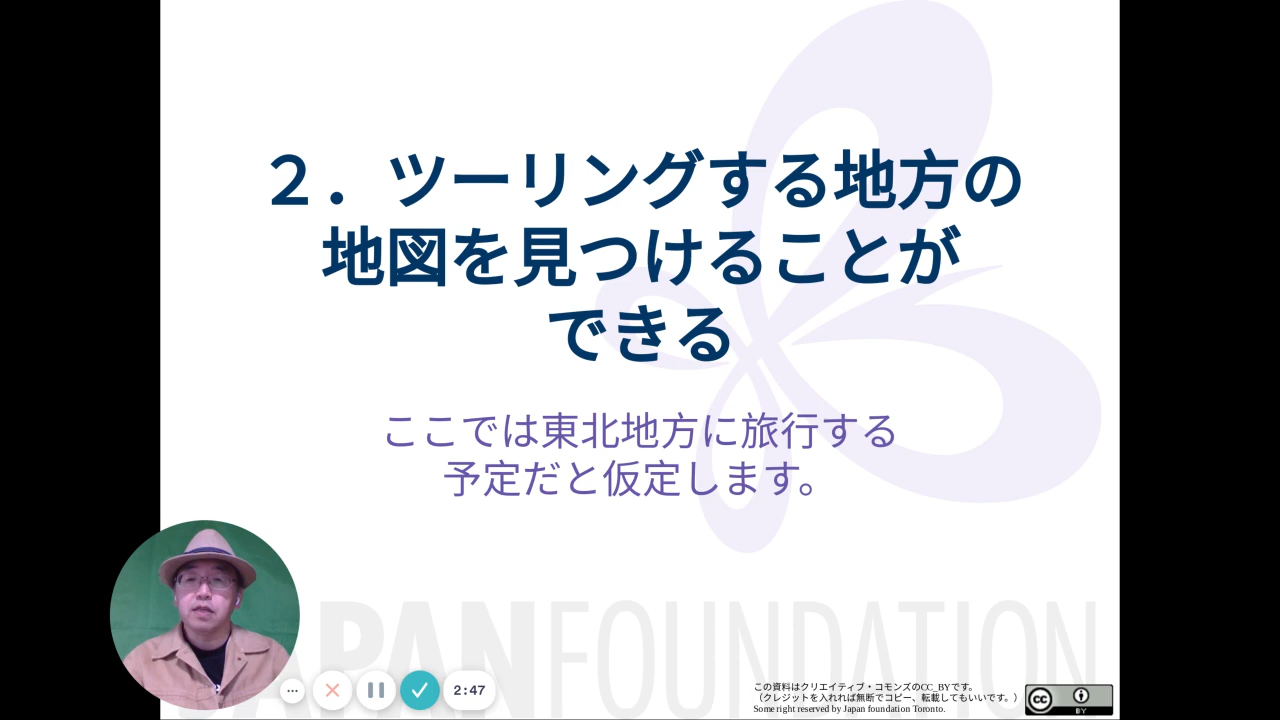 ２．ツーリングする地方の
地図を見つけることが
できる
ここでは東北地方に旅行する
予定だと仮定します。
JAPAN FOUNDATION
2:47
この資料はクリエイティブ・コモンズのCC_BYです。
（クレジットを入れれば無断でコピー、転載してもいいです。）
Some right reserved by Japan foundation Toronto.
cc
BY